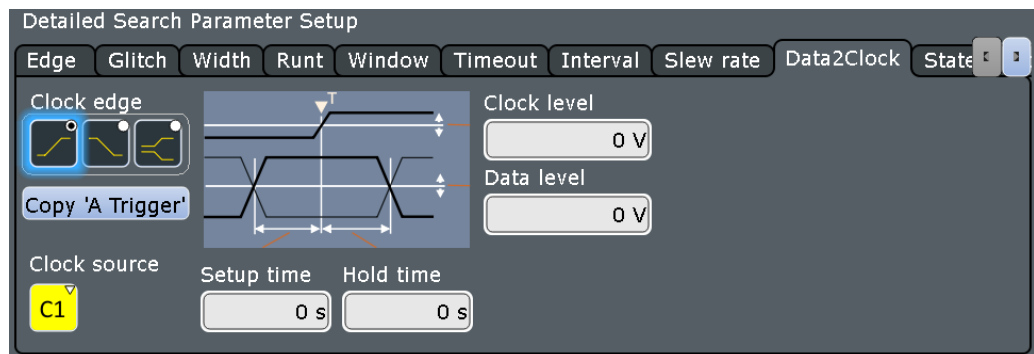 Detailed Search Parameter Setup
Edge Glitch Width Runt Window Timeout Interval Slew rate Data2Clock State
Clock edge
T
Clock level
0 V
Data level
0 V
Copy 'A Trigger'
Clock source
C1
Setup time Hold time
0 s 0 s